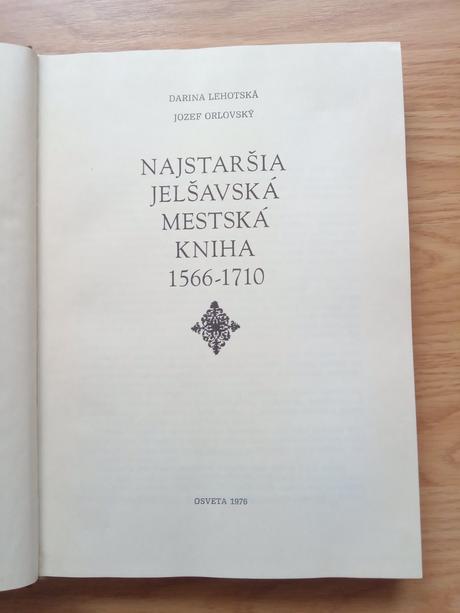 DARINA LEHOTSKÁ
JOZEF ORLOVSKÝ
NAJSTARŠIA
JELŠAVSKÁ
MESTSKÁ
KNIHA
1566-1710
OSVETA 1976